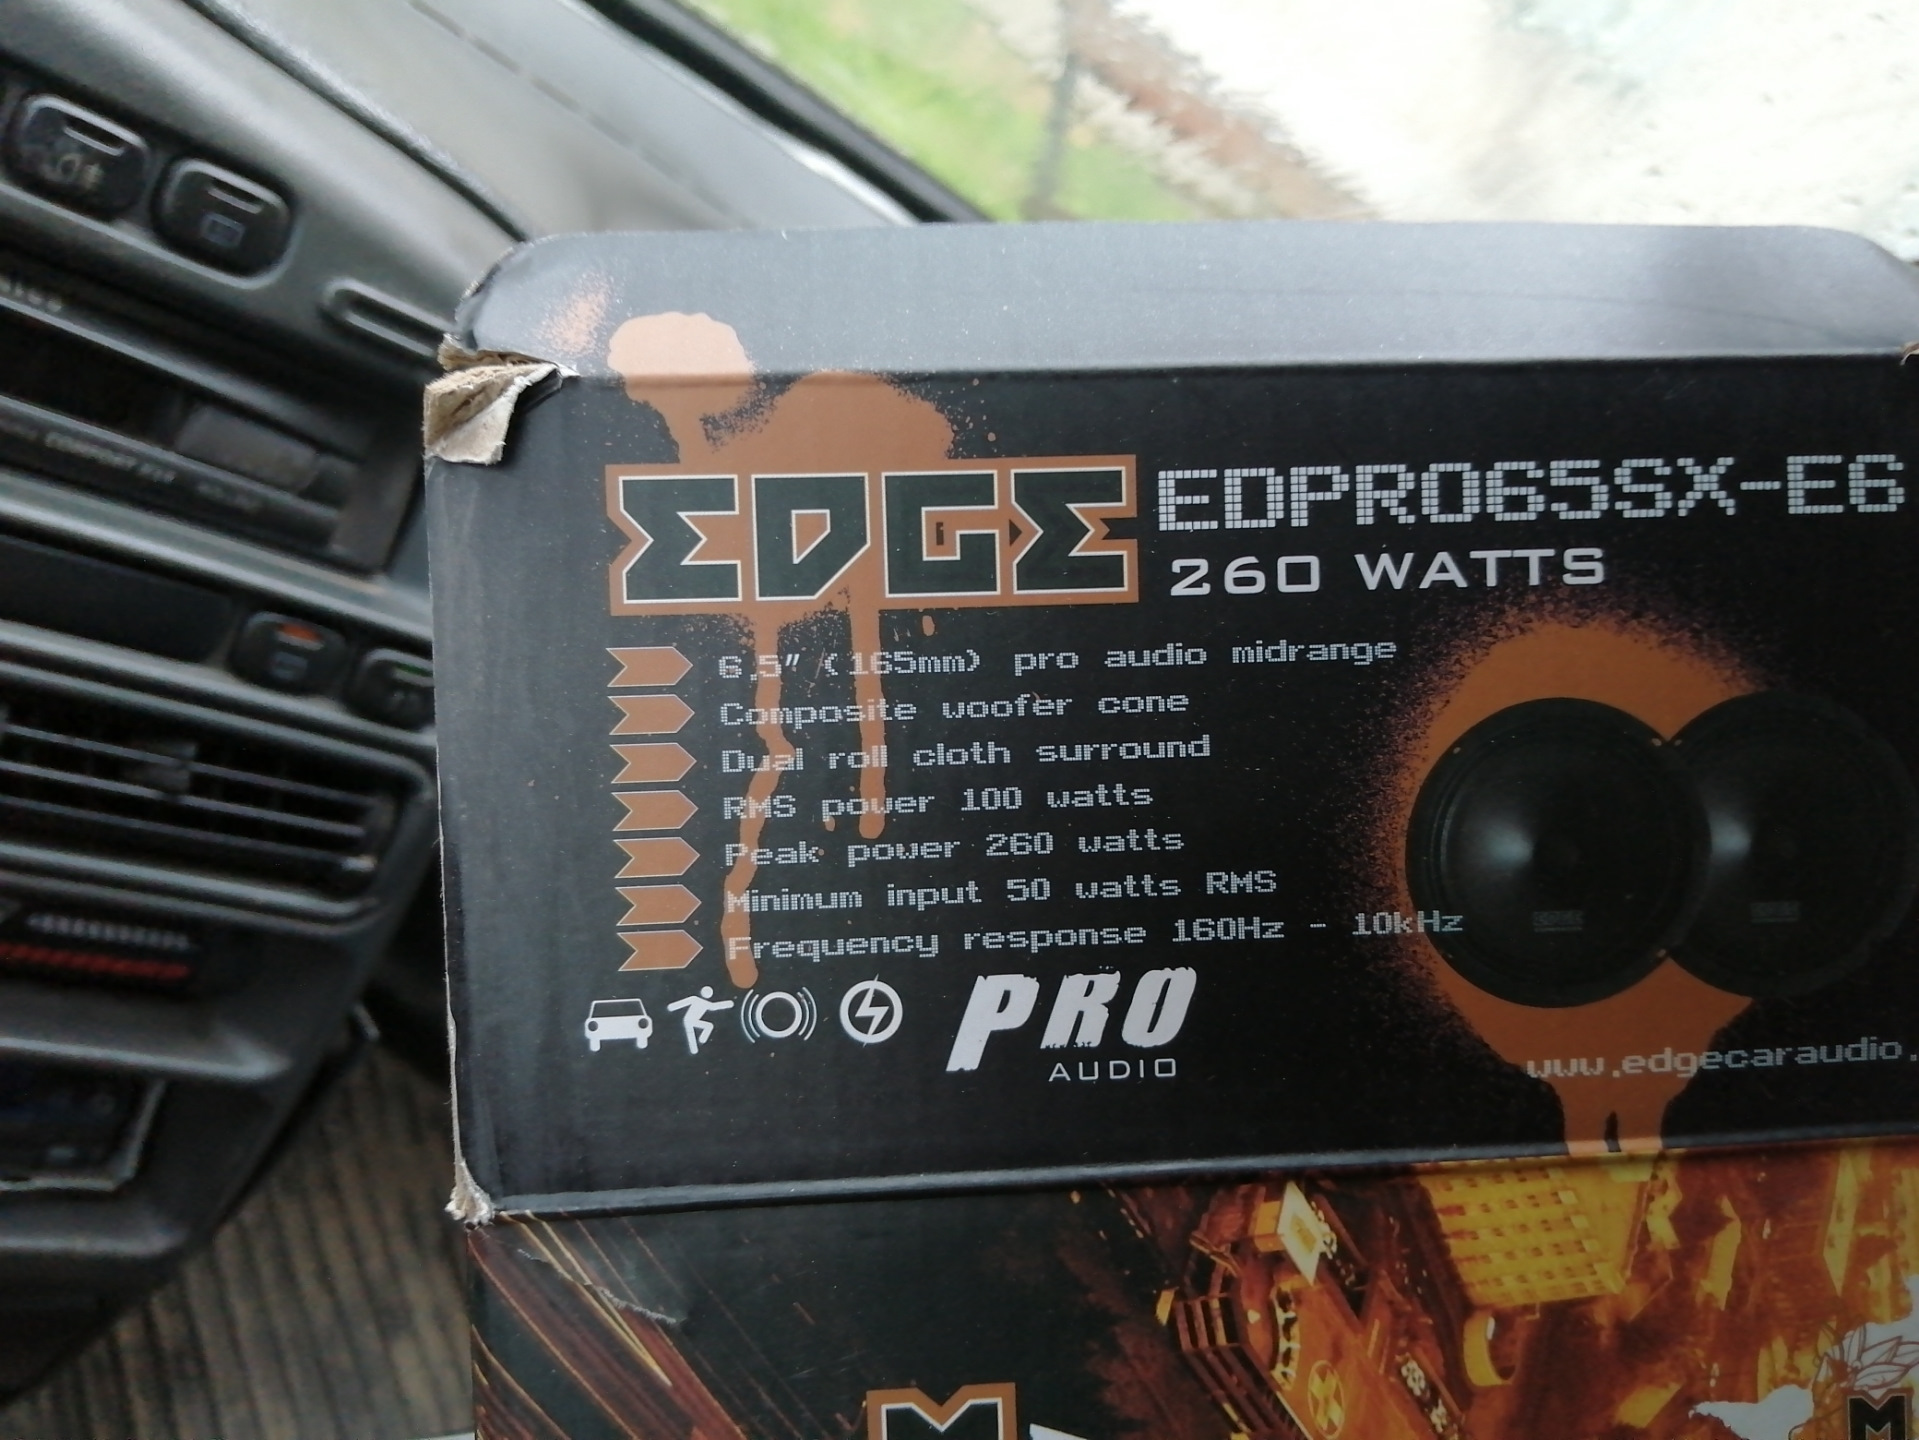 EDGE EDPRO65SX-E6
260 WATTS
6.5" (165mm) pro audio midrange
Composite woofer cone
Dual roll cloth surround
RMS power 100 watts
Peak power 260 watts
Minimum input 50 watts RMS
Frequency response 160Hz - 10kHz
PRO
AUDIO
www.edgecaraudio.
M
M